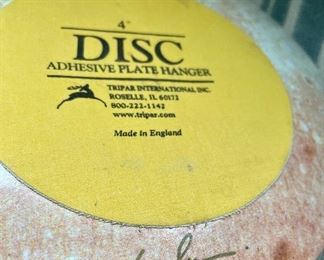 4"
DISC
ADHESIVE PLATE HANGER
TRIPAR INTERNATIONAL INC.
ROSELLE, IL 60172
800-222-1142
www.tripar.com
Made in England